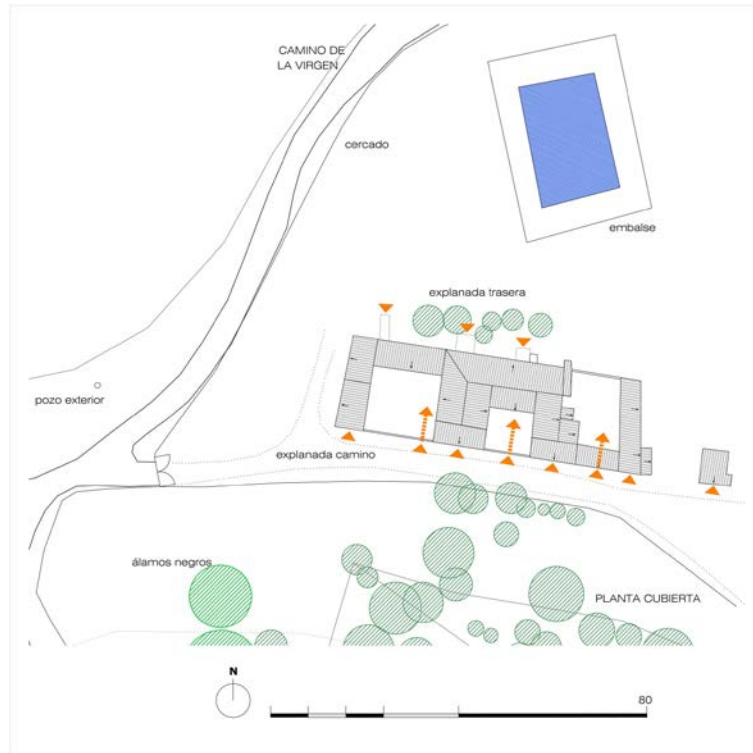 CAMINO DE
LA VIRGEN
cercado
embalse
explanada trasera
pozo exterior
explanada camino
álamos negros
PLANTA CUBIERTA
N
80